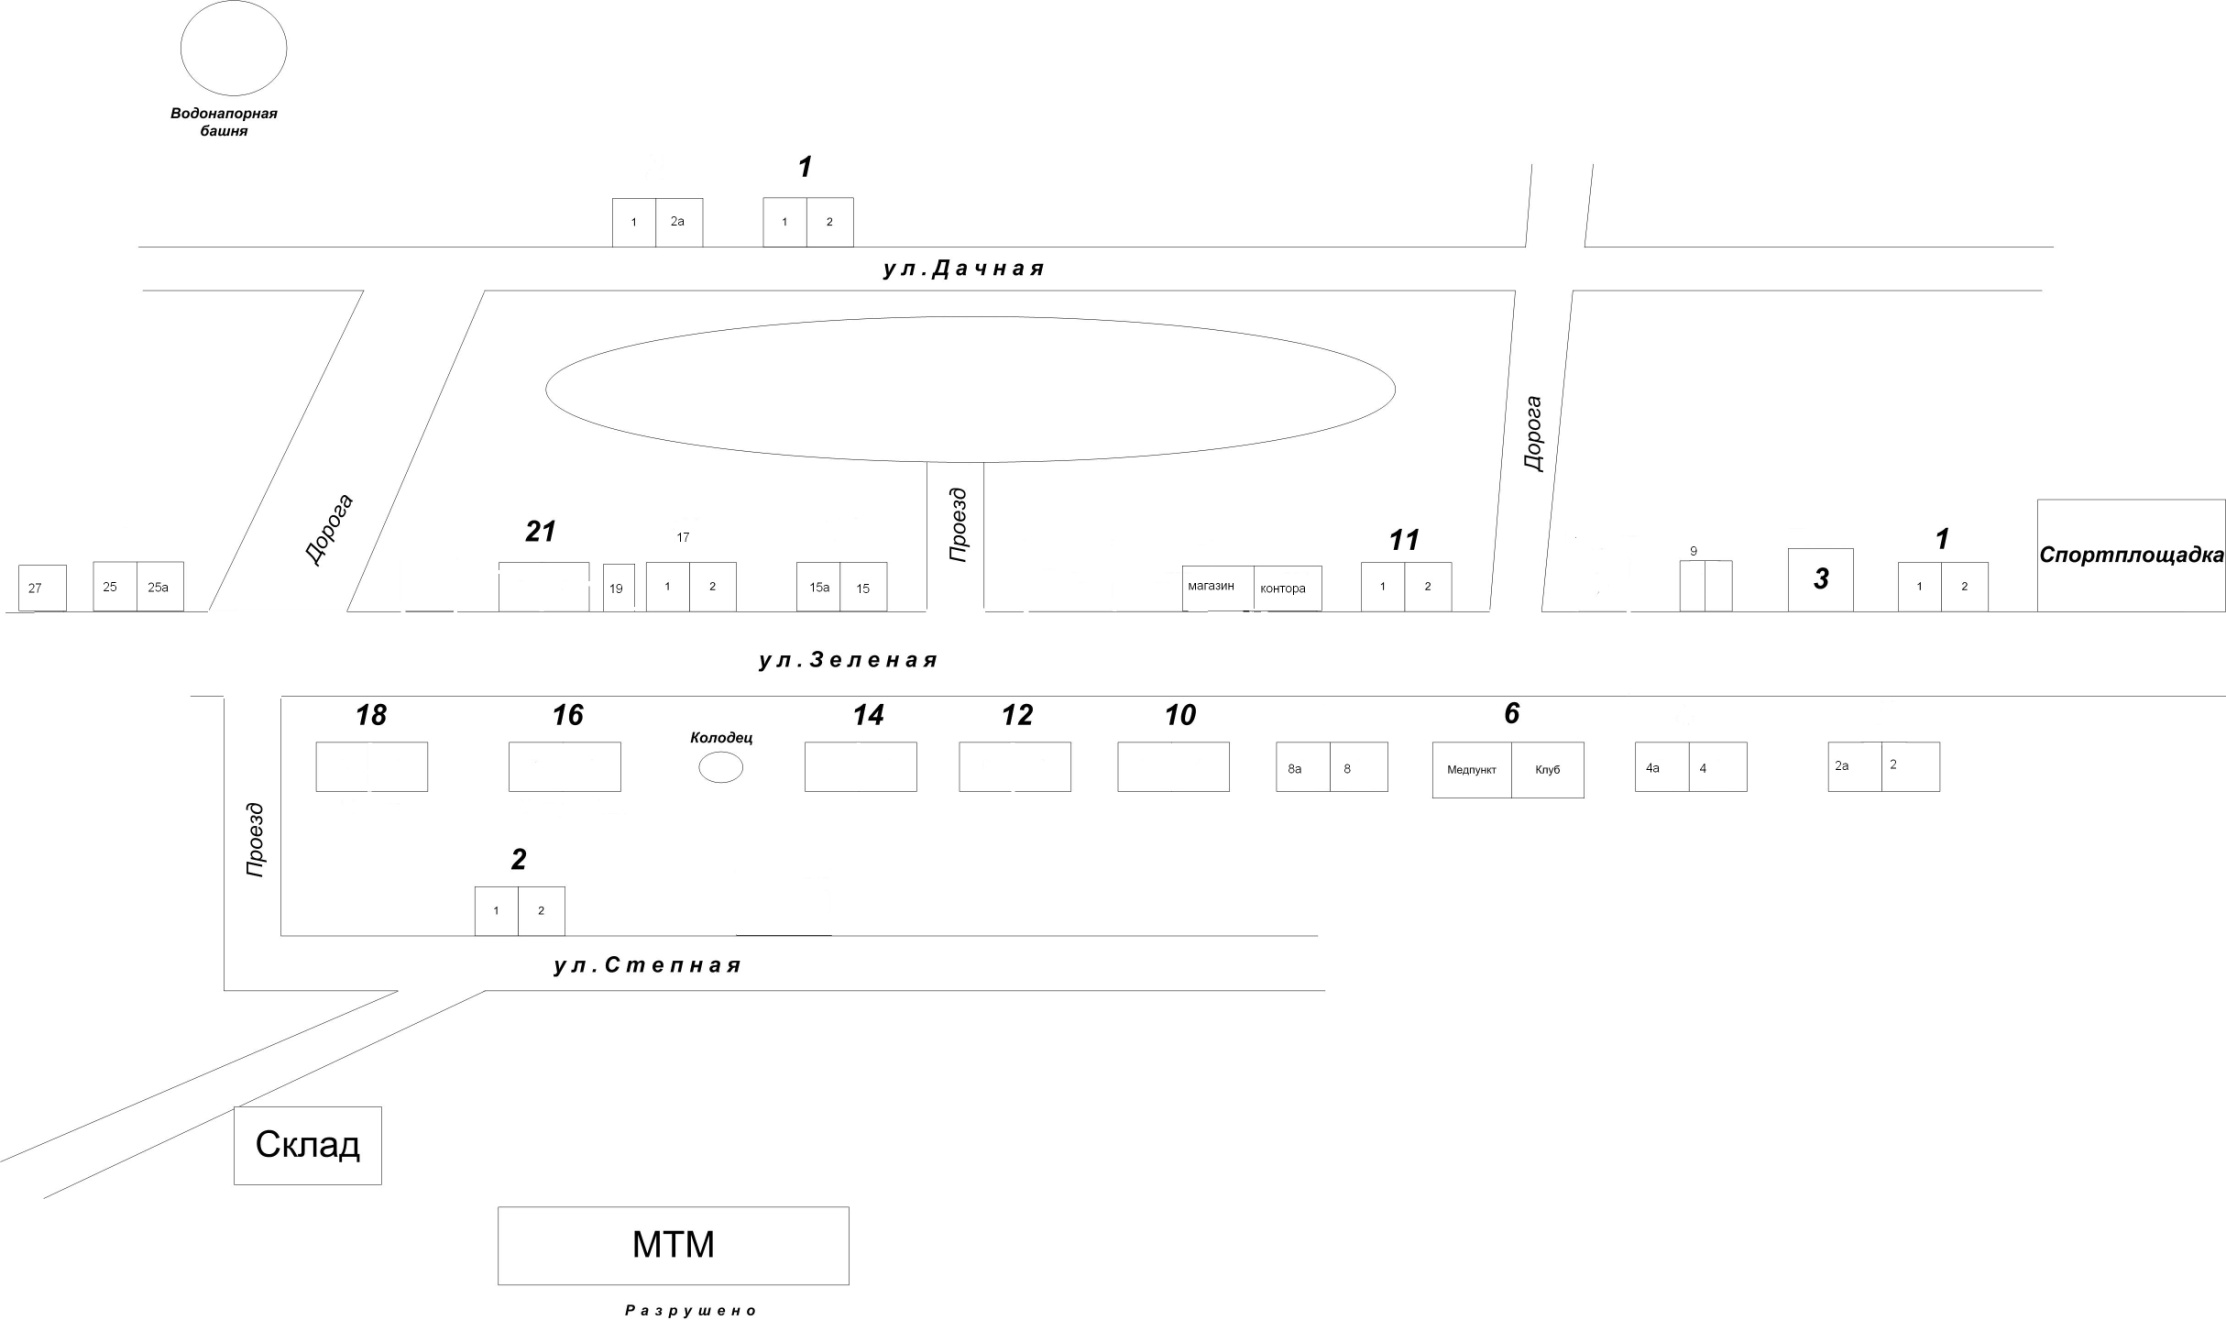 Водонапорная
башня
1
1
2а
1
2
ул.Дачная
Дорога
Дорога
21
17
Проезд
11
9
1
Спортплощадка
27
25
25а
19
1
2
15а
15
магазин
контора
1
2
3
1
2
ул.Зеленая
18
16
Колодец
14
12
10
6
8а
8
Медпункт
Клуб
4а
4
2а
2
Проезд
2
1
2
ул.Степная
Склад
МТМ
Разрушено